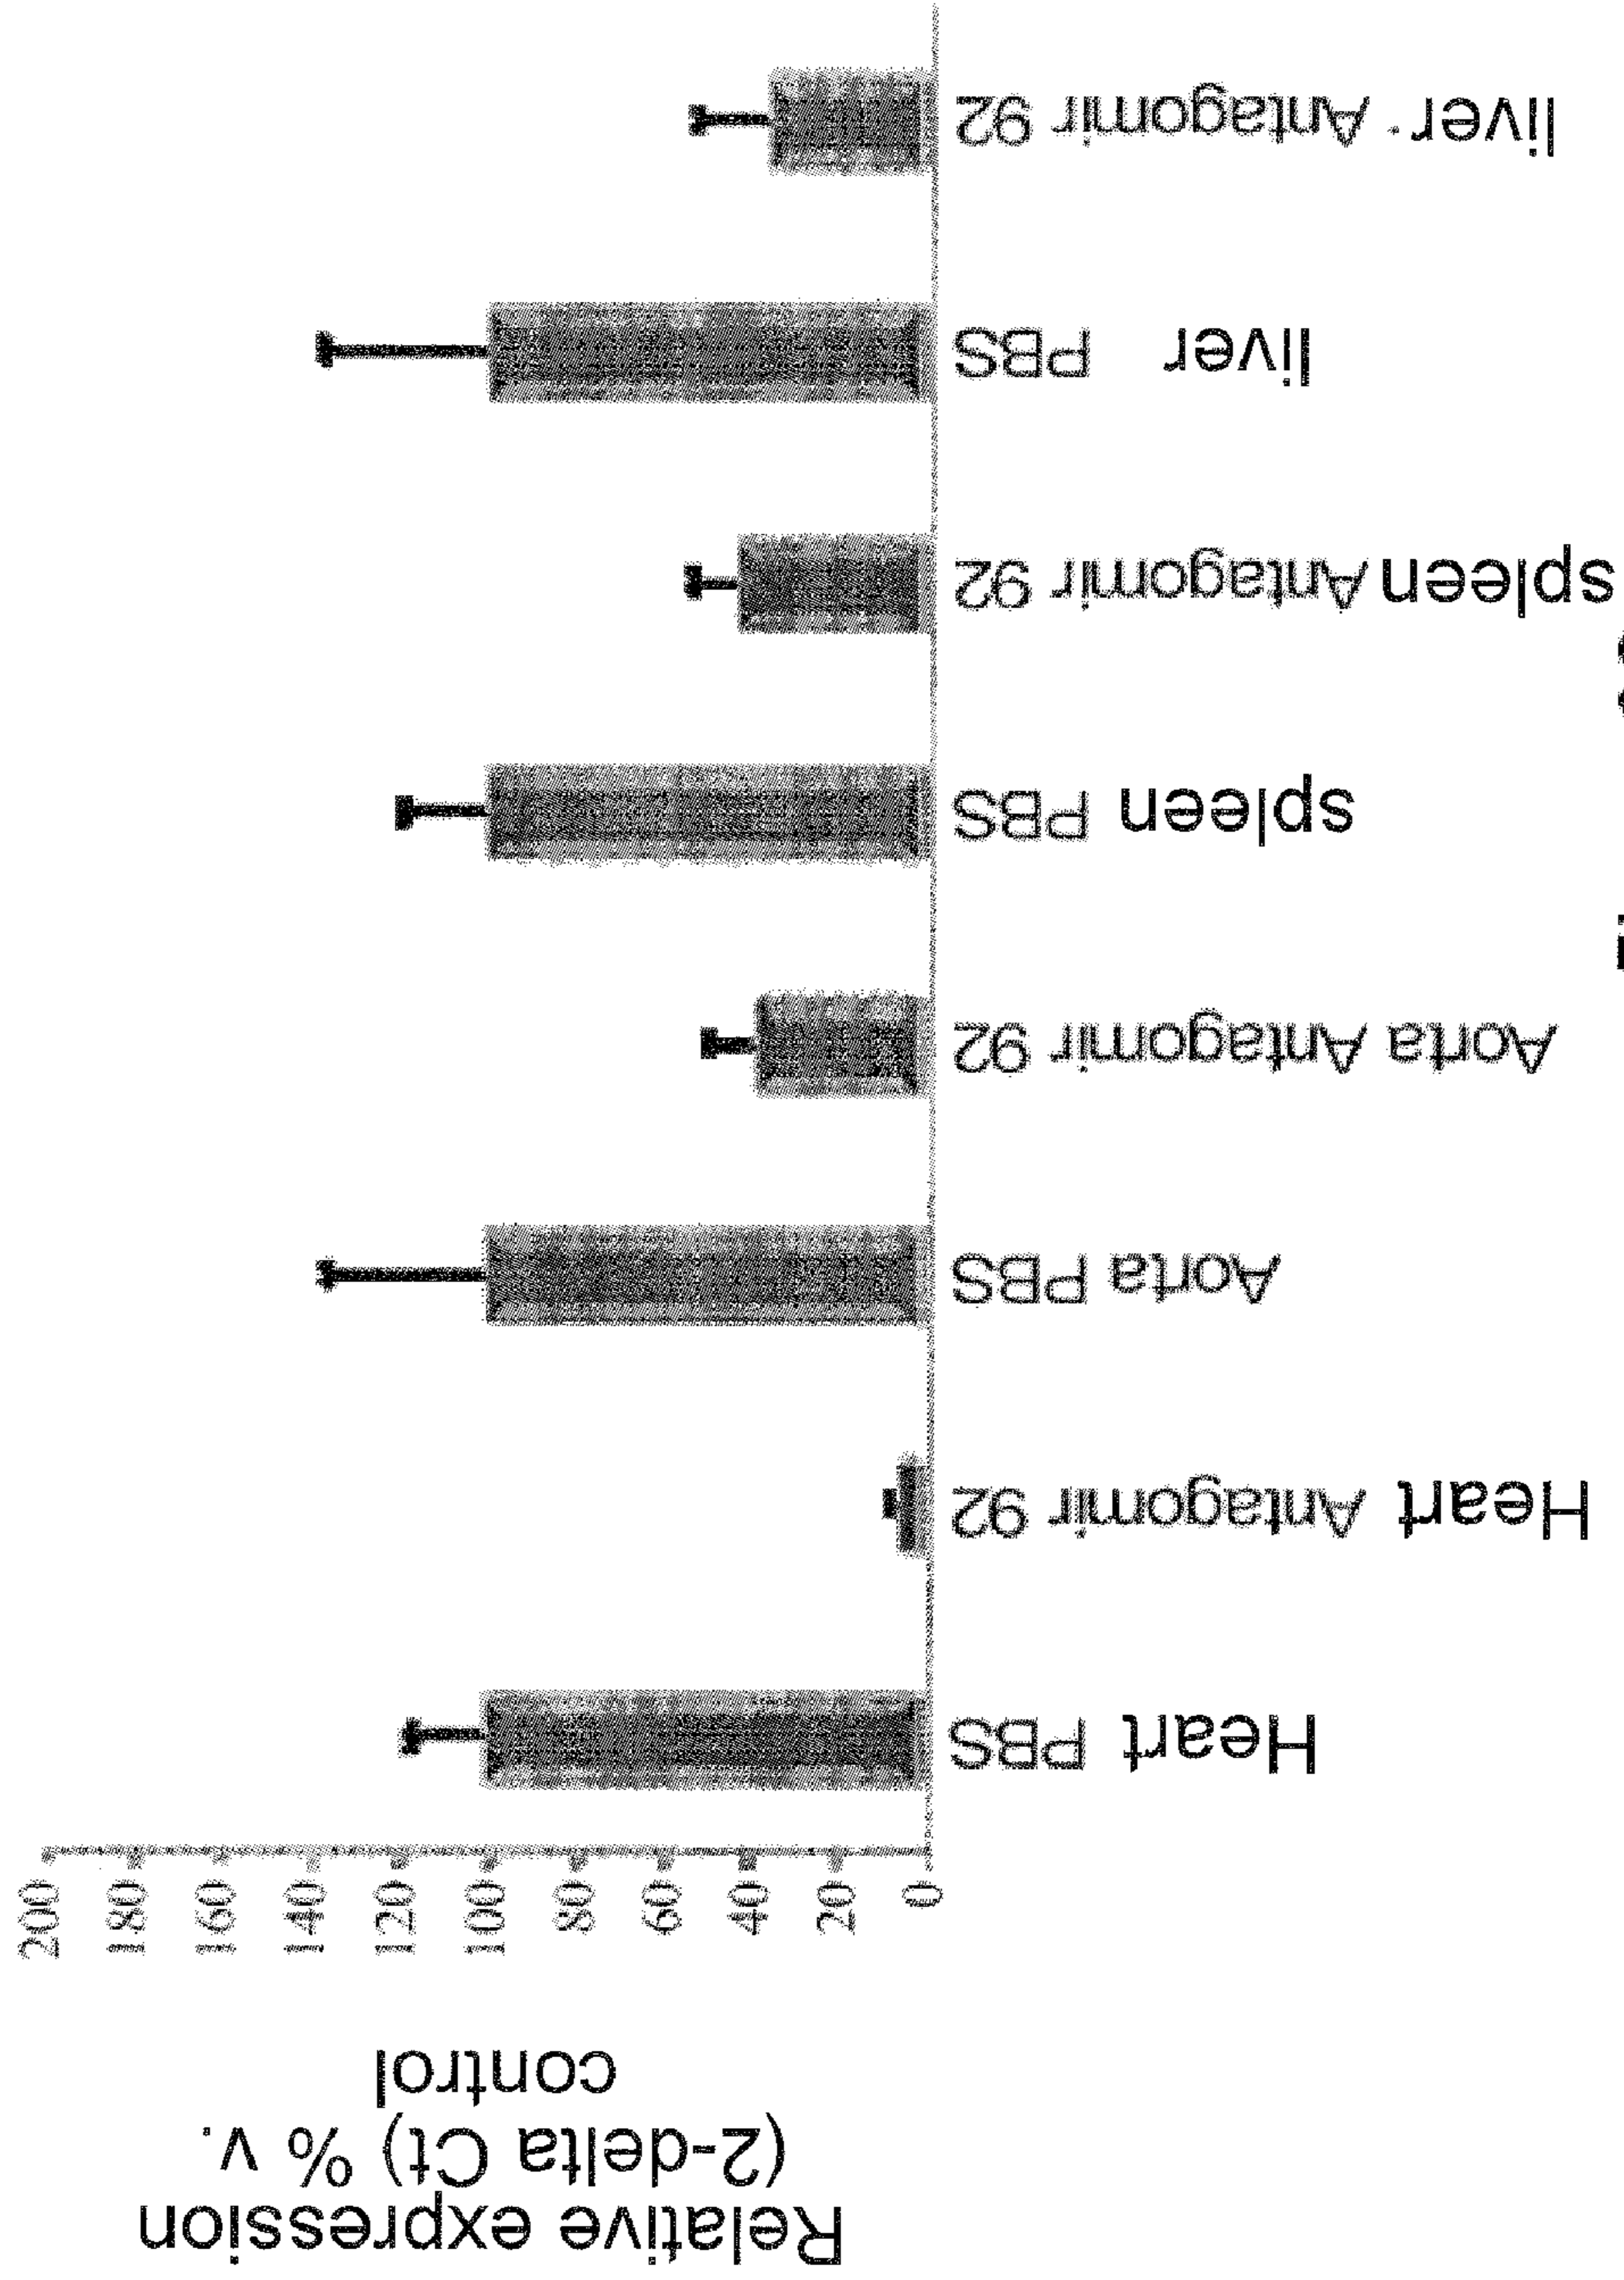 Relative expression
(2-delta Ct) % v.
control
200
180
160
140
120
100
80
60
40
20
0
Heart PBS
Heart Antagomir 92
Aorta PBS
Aorta Antagomir 92
spleen PBS
spleen Antagomir 92
liver PBS
liver Antagomir 92